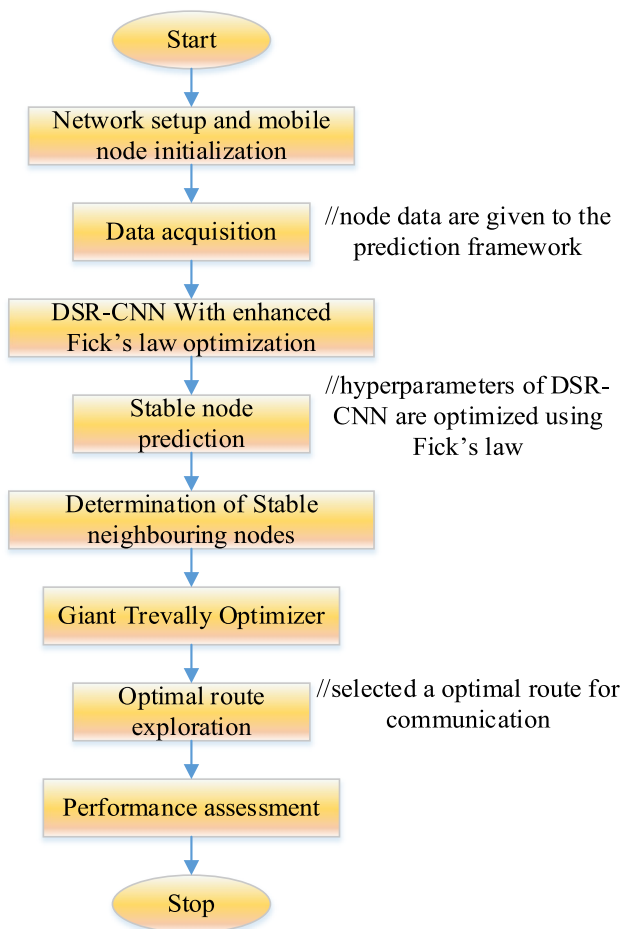 Start
Network setup and mobile
node initialization
Data acquisition
//node data are given to the
prediction framework
DSR-CNN With enhanced
Fick's law optimization
Stable node
prediction
//hyperparameters of DSR-
CNN are optimized using
Fick's law
Determination of Stable
neighbouring nodes
Giant Trevally Optimizer
Optimal route
exploration
//selected a optimal route for
communication
Performance assessment
Stop